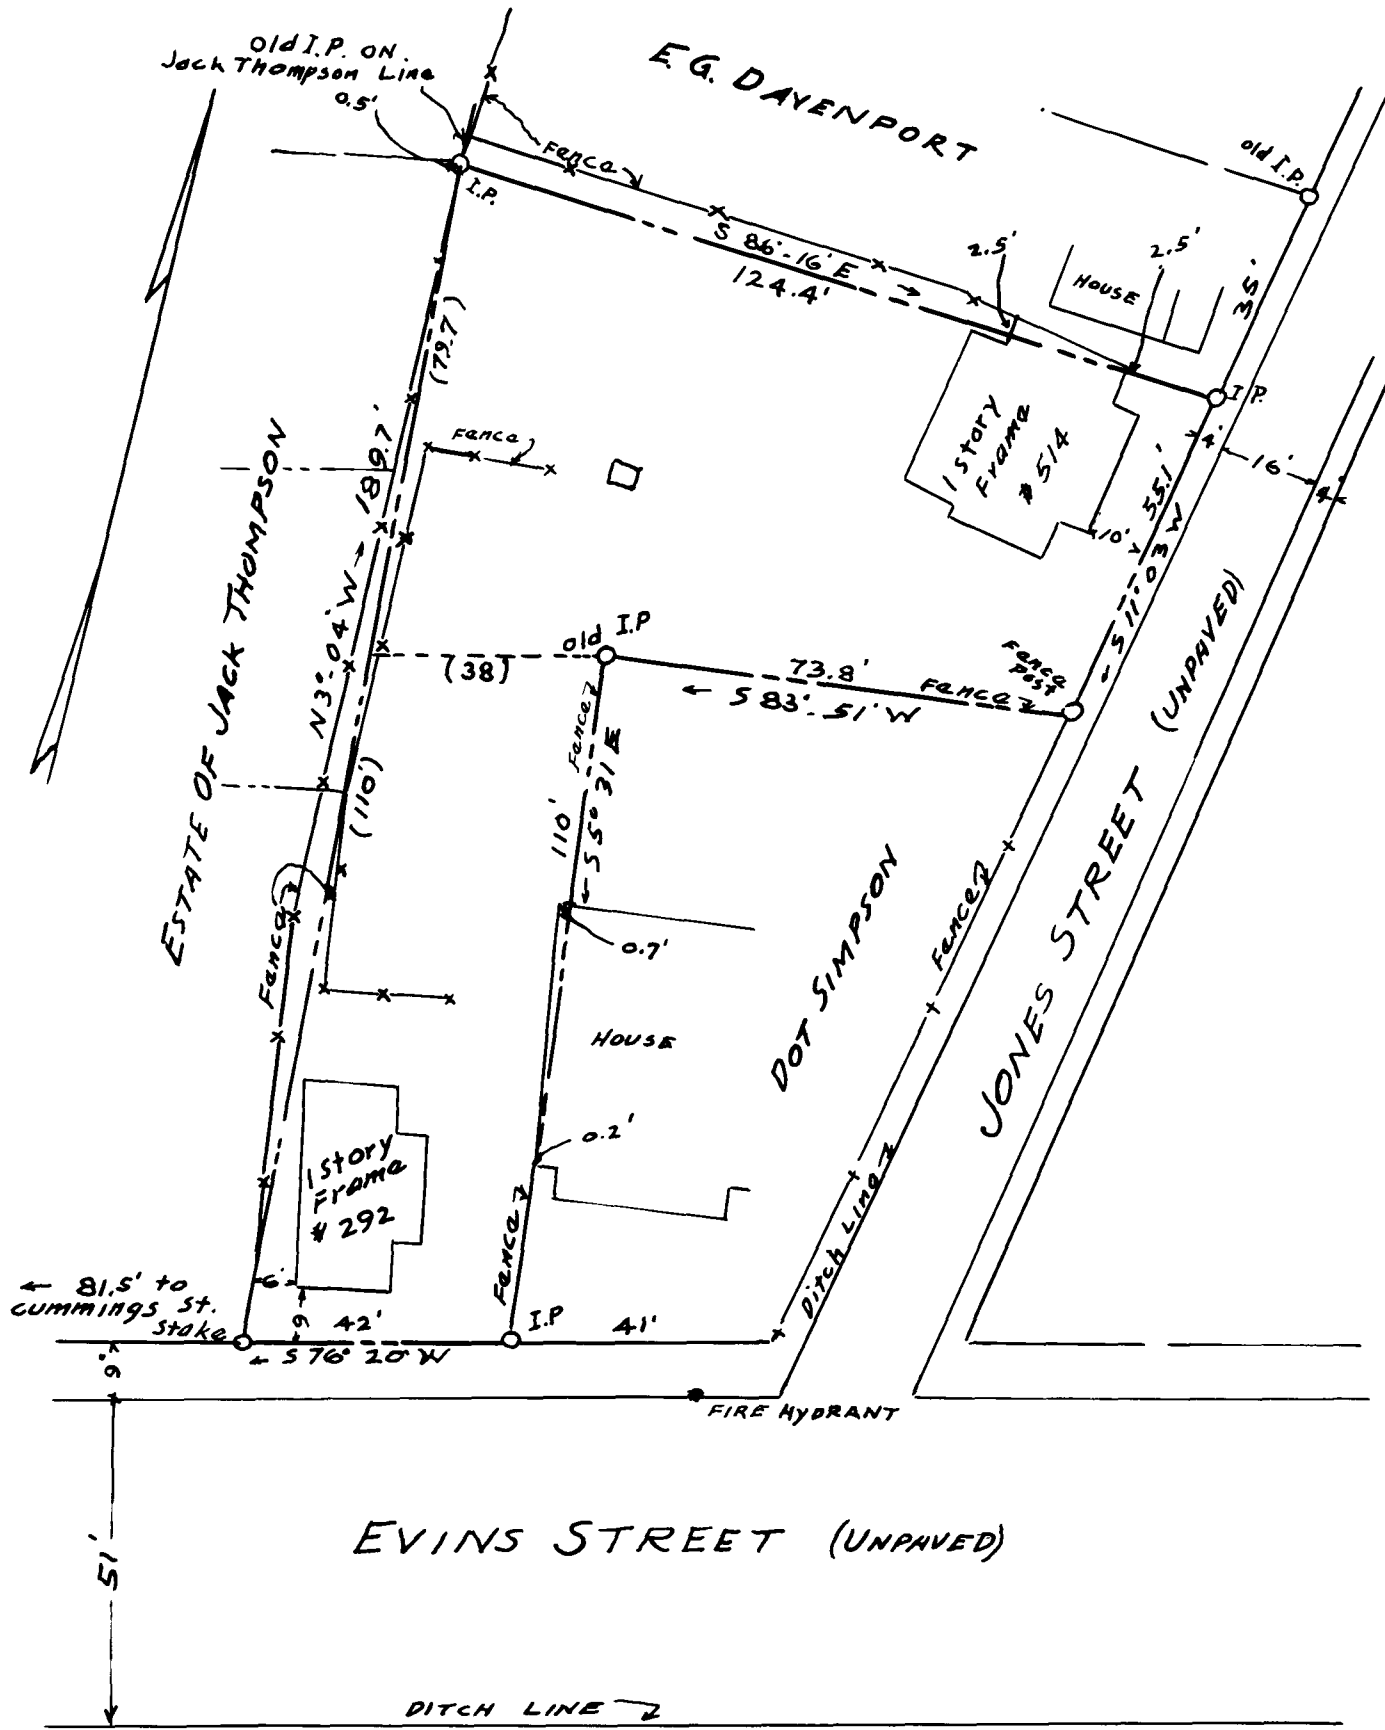 Old I.P. ON
Jack Thompson Line
0.5'
E.G. DAVENPORT
old I.P.
Fence
I.P.
S 86°-16' E
124.4'
2.5'
2.5'
HOUSE
35'
I.P.
(79.7)
189.7'
N3°-04' W
Fence
1 story
Frame
# 514
4'
16'
4'
10'
55.1'
S 11° 03 W
ESTATE OF JACK THOMPSON
old I.P
(38)
73.8'
S 83°-51' W
Fence
Fence
Post
JONES STREET (UNPAVED)
(110')
Fence
110'
S 5° 31 E
Fence
0.7'
HOUSE
0.2'
DOT SIMPSON
Fence
Ditch Line
1 Story
Frame
# 292
Fence
6'
9
← 81.5' to
Cummings St.
Stake
42'
I.P
41'
S 76° 20 W
9'
FIRE HYDRANT
51'
EVINS STREET (UNPAVED)
DITCH LINE